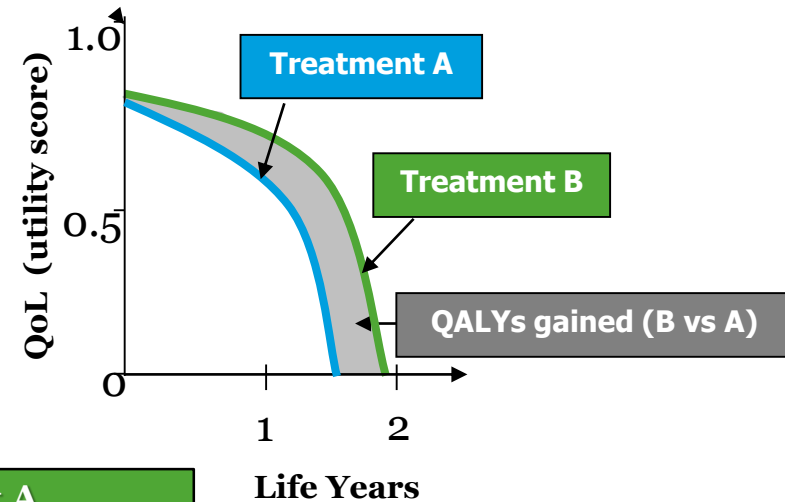 1.0
Treatment A
Treatment B
QoL (utility score)
0.5
QALYs gained (B vs A)
0
1
2
Life Years
A